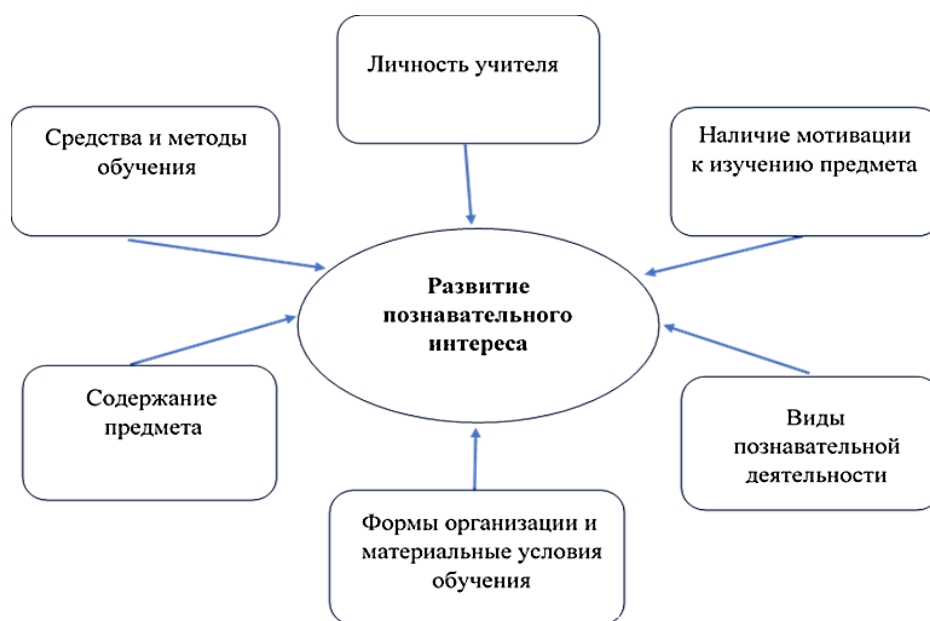 Личность учителя
Средства и методы
обучения
Наличие мотивации
к изучению предмета
Развитие
познавательного
интереса
Содержание
предмета
Виды
познавательной
деятельности
Формы организации и
материальные условия
обучения